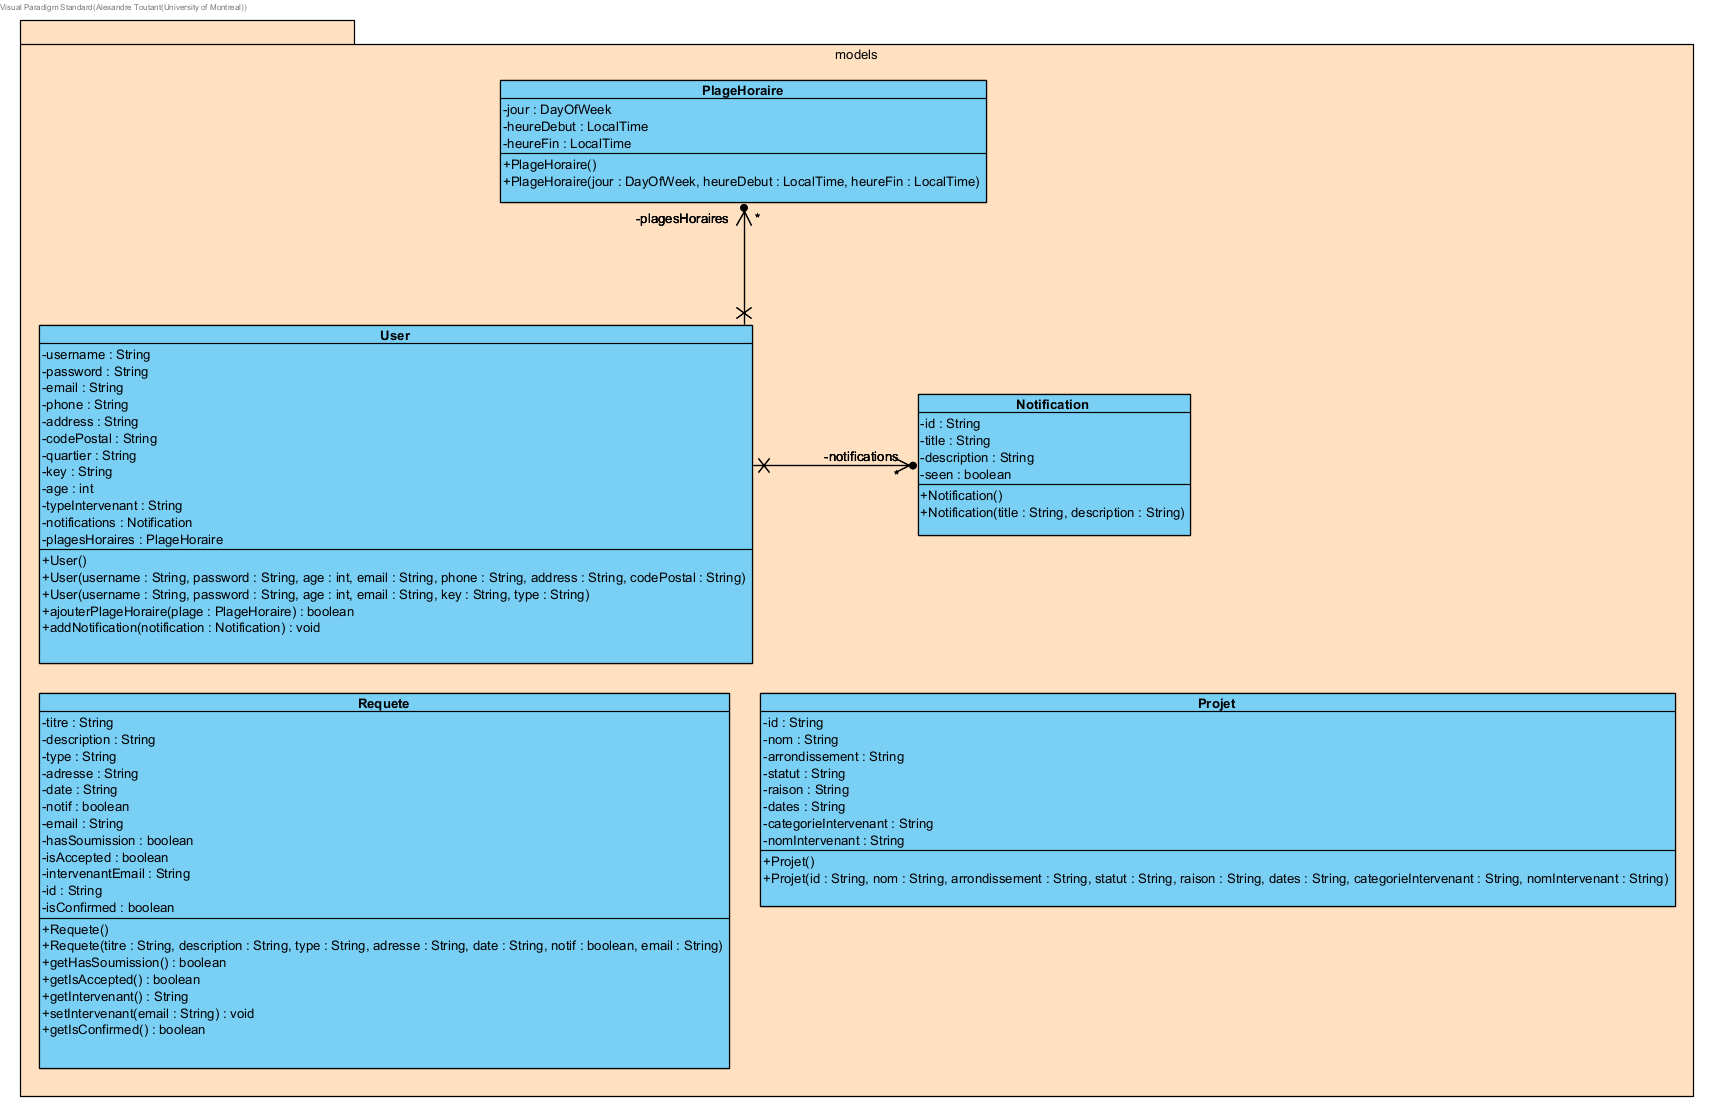 Visual Paradigm Standard(Alexandre Toutant(University of Montreal))
models
PlageHoraire
-jour : DayOfWeek
-heureDebut : LocalTime
-heureFin : LocalTime
+PlageHoraire()
+PlageHoraire(jour : DayOfWeek, heureDebut : LocalTime, heureFin : LocalTime)
-plagesHoraires
*
User
-username : String
-password : String
-email : String
-phone : String
-address : String
-codePostal : String
-quartier : String
-key : String
-age : int
-typeIntervenant : String
-notifications : Notification
-plagesHoraires : PlageHoraire
+User()
+User(username : String, password : String, age : int, email : String, phone : String, address : String, codePostal : String)
+User(username : String, password : String, age : int, email : String, key : String, type : String)
+ajouterPlageHoraire(plage : PlageHoraire) : boolean
+addNotification(notification : Notification) : void
-notifications
*
Notification
-id : String
-title : String
-description : String
-seen : boolean
+Notification()
+Notification(title : String, description : String)
Requete
-titre : String
-description : String
-type : String
-adresse : String
-date : String
-notif : boolean
-email : String
-hasSoumission : boolean
-isAccepted : boolean
-intervenantEmail : String
-id : String
-isConfirmed : boolean
+Requete()
+Requete(titre : String, description : String, type : String, adresse : String, date : String, notif : boolean, email : String)
+getHasSoumission() : boolean
+getIsAccepted() : boolean
+getIntervenant() : String
+setIntervenant(email : String) : void
+getIsConfirmed() : boolean
Projet
-id : String
-nom : String
-arrondissement : String
-statut : String
-raison : String
-dates : String
-categorieIntervenant : String
-nomIntervenant : String
+Projet()
+Projet(id : String, nom : String, arrondissement : String, statut : String, raison : String, dates : String, categorieIntervenant : String, nomIntervenant : String)